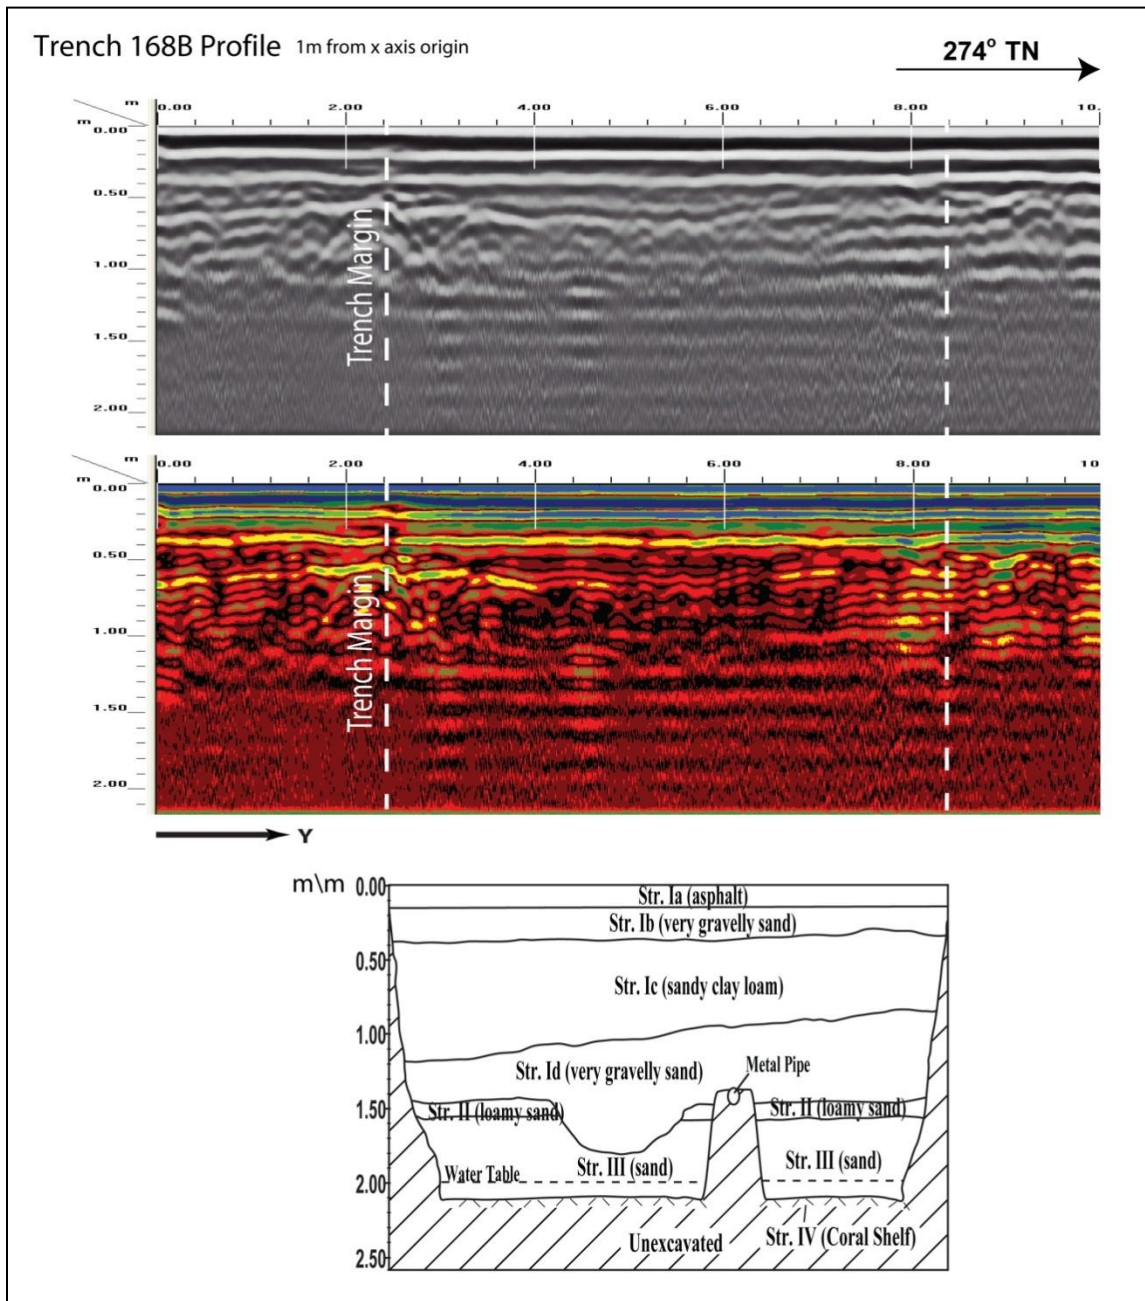 Trench 168B Profile 1m from x axis origin
274° TN
m 0.00 2.00 4.00 6.00 8.00 10.
m
0.00
0.50
1.00
1.50
2.00
Trench Margin
m 0.00 2.00 4.00 6.00 8.00 10
m
0.00
0.50
1.00
1.50
2.00
Trench Margin
Y
m\m
0.00
0.50
1.00
1.50
2.00
2.50
Str. Ia (asphalt)
Str. Ib (very gravelly sand)
Str. Ic (sandy clay loam)
Str. Id (very gravelly sand)
Metal Pipe
Str. II (loamy sand)
Str. II (loamy sand)
Str. III (sand)
Str. III (sand)
Water Table
Str. IV (Coral Shelf)
Unexcavated